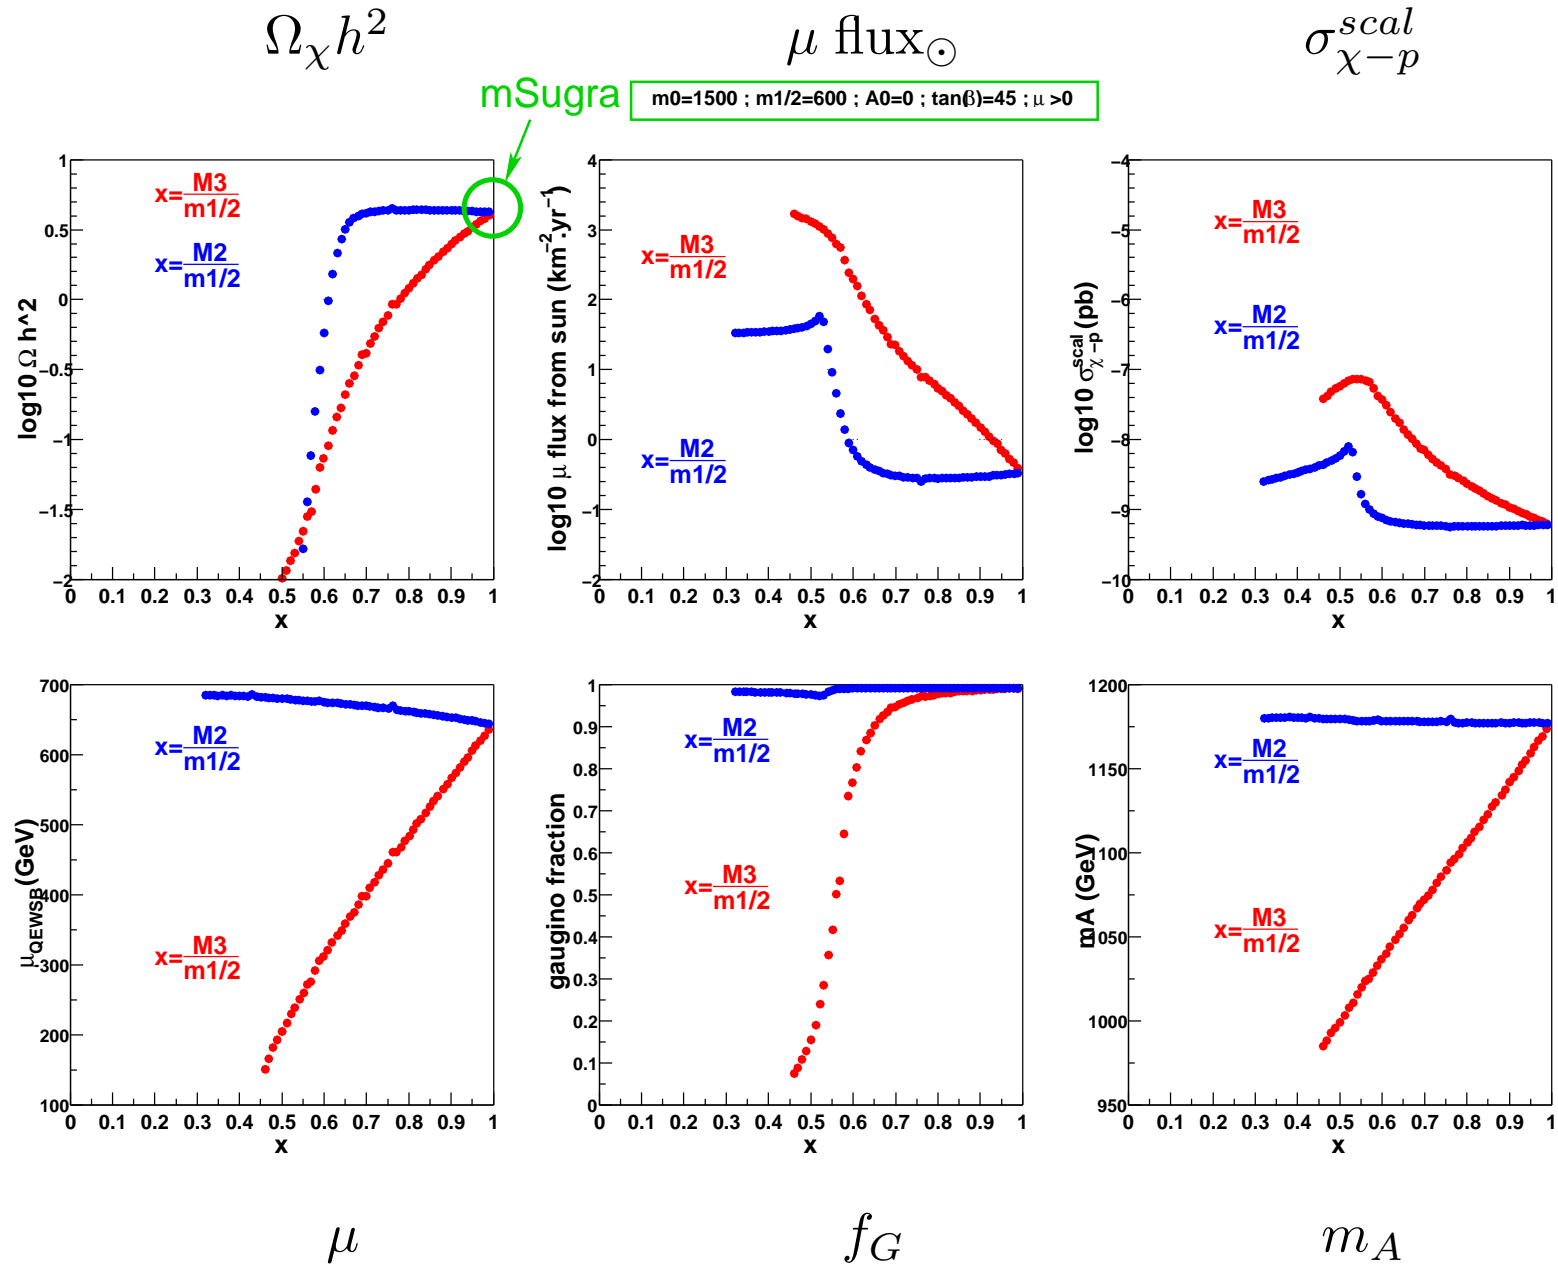 Ω_χ h² μ flux_⊙ σ^{scal}_{χ−p}
mSugra
m0=1500 ; m1/2=600 ; A0=0 ; tan(β)=45 ; μ >0
log10 Ω h^2
1
0.5
0
−0.5
−1
−1.5
−2
x=M3/m1/2
x=M2/m1/2
0 0.1 0.2 0.3 0.4 0.5 0.6 0.7 0.8 0.9 1
x
log10 μ flux from sun (km⁻².yr⁻¹)
4
3
2
1
0
−1
−2
x=M3/m1/2
x=M2/m1/2
0 0.1 0.2 0.3 0.4 0.5 0.6 0.7 0.8 0.9 1
x
log10 σ^{scal}_{χ−p} (pb)
−4
−5
−6
−7
−8
−9
−10
x=M3/m1/2
x=M2/m1/2
0 0.1 0.2 0.3 0.4 0.5 0.6 0.7 0.8 0.9 1
x
μ_QEWSB (GeV)
700
600
500
400
300
200
100
x=M2/m1/2
x=M3/m1/2
0 0.1 0.2 0.3 0.4 0.5 0.6 0.7 0.8 0.9 1
x
gaugino fraction
1
0.9
0.8
0.7
0.6
0.5
0.4
0.3
0.2
0.1
0
x=M2/m1/2
x=M3/m1/2
0 0.1 0.2 0.3 0.4 0.5 0.6 0.7 0.8 0.9 1
x
mA (GeV)
1200
1150
1100
1050
1000
950
x=M2/m1/2
x=M3/m1/2
0 0.1 0.2 0.3 0.4 0.5 0.6 0.7 0.8 0.9 1
x
μ f_G m_A